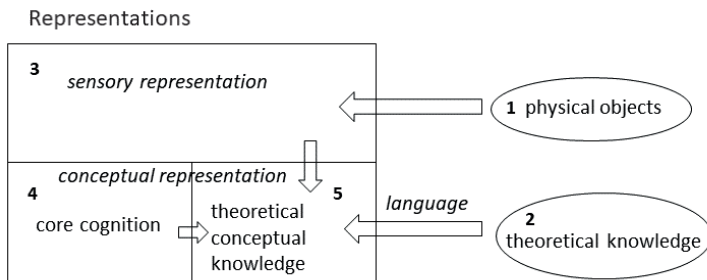 Representations
3
sensory representation
1 physical objects
conceptual representation
4
5
core cognition
theoretical
conceptual
knowledge
language
2
theoretical knowledge